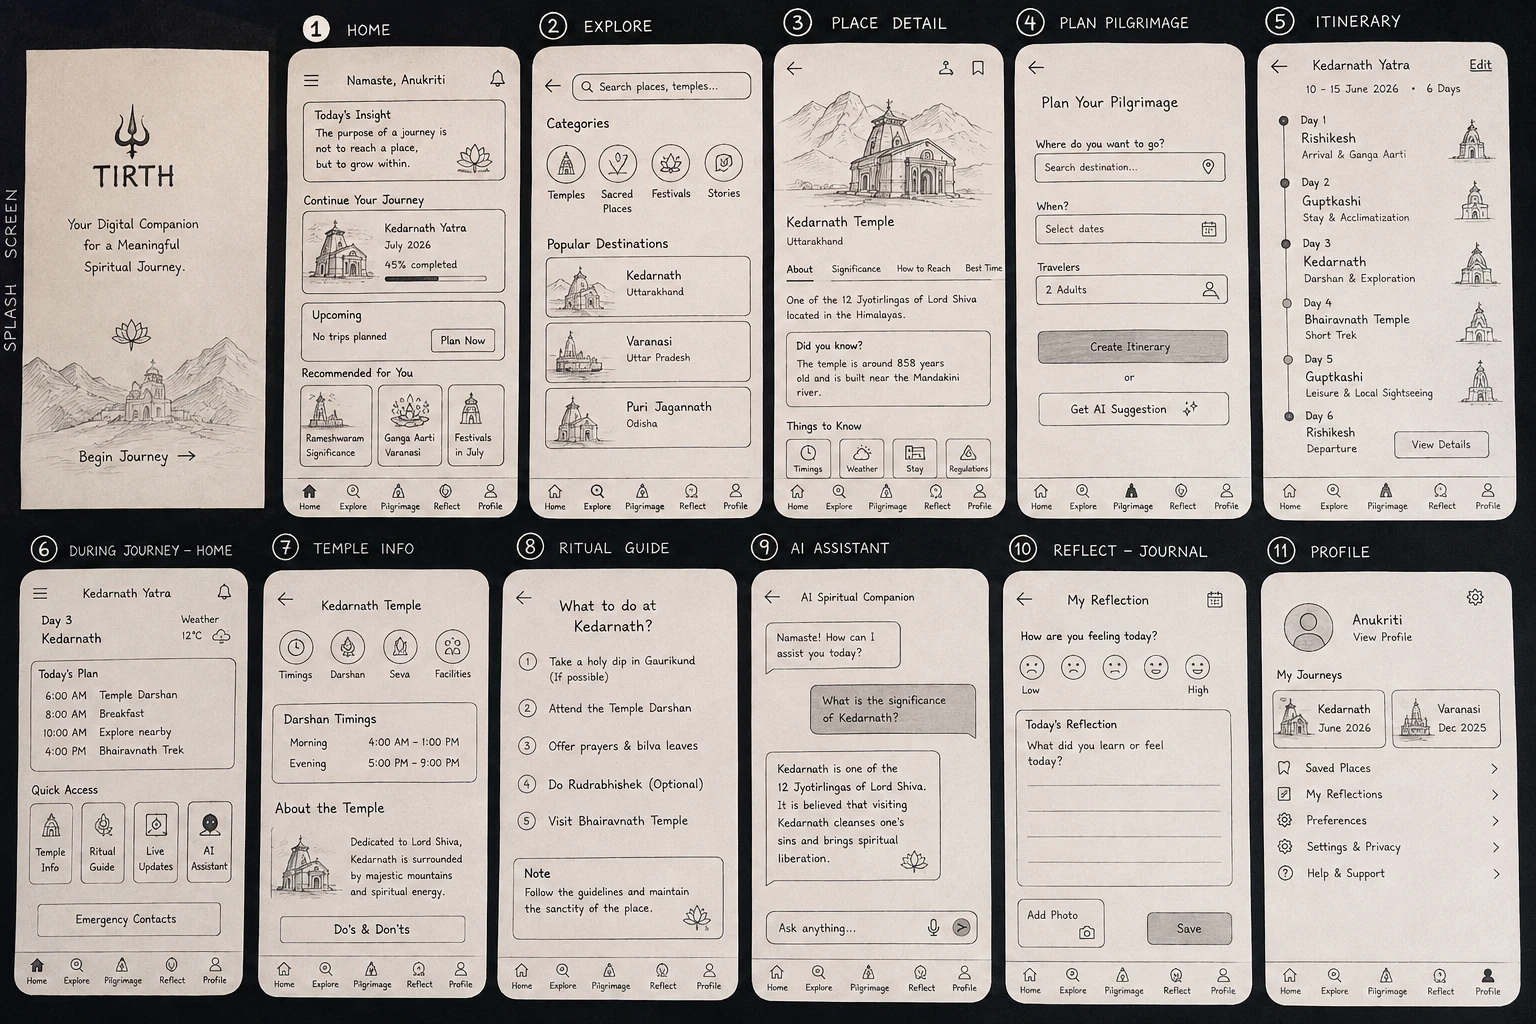 SPLASH SCREEN
TIRTH
Your Digital Companion
for a Meaningful
Spiritual Journey.
Begin Journey →
1 HOME
Namaste, Anukriti
Today's Insight
The purpose of a journey is
not to reach a place,
but to grow within.
Continue Your Journey
Kedarnath Yatra
July 2026
45% completed
Upcoming
No trips planned
Plan Now
Recommended for You
Rameshwaram
Significance
Ganga Aarti
Varanasi
Festivals
in July
Home Explore Pilgrimage Reflect Profile
2 EXPLORE
Search places, temples...
Categories
Temples
Sacred
Places
Festivals
Stories
Popular Destinations
Kedarnath
Uttarakhand
Varanasi
Uttar Pradesh
Puri Jagannath
Odisha
Home Explore Pilgrimage Reflect Profile
3 PLACE DETAIL
Kedarnath Temple
Uttarakhand
About Significance How to Reach Best Time
One of the 12 Jyotirlingas of Lord Shiva
located in the Himalayas.
Did you know?
The temple is around 858 years
old and is built near the Mandakini
river.
Things to Know
Timings Weather Stay Regulations
Home Explore Pilgrimage Reflect Profile
4 PLAN PILGRIMAGE
Plan Your Pilgrimage
Where do you want to go?
Search destination...
When?
Select dates
Travelers
2 Adults
Create Itinerary
or
Get AI Suggestion
Home Explore Pilgrimage Reflect Profile
5 ITINERARY
Kedarnath Yatra Edit
10 - 15 June 2026 • 6 Days
Day 1
Rishikesh
Arrival & Ganga Aarti
Day 2
Guptkashi
Stay & Acclimatization
Day 3
Kedarnath
Darshan & Exploration
Day 4
Bhairavnath Temple
Short Trek
Day 5
Guptkashi
Leisure & Local Sightseeing
Day 6
Rishikesh
Departure
View Details
Home Explore Pilgrimage Reflect Profile
6 DURING JOURNEY – HOME
Kedarnath Yatra
Day 3
Kedarnath
Weather
12°C
Today's Plan
6:00 AM Temple Darshan
8:00 AM Breakfast
10:00 AM Explore nearby
4:00 PM Bhairavnath Trek
Quick Access
Temple
Info
Ritual
Guide
Live
Updates
AI
Assistant
Emergency Contacts
Home Explore Pilgrimage Reflect Profile
7 TEMPLE INFO
Kedarnath Temple
Timings Darshan Seva Facilities
Darshan Timings
Morning 4:00 AM – 1:00 PM
Evening 5:00 PM – 9:00 PM
About the Temple
Dedicated to Lord Shiva,
Kedarnath is surrounded
by majestic mountains
and spiritual energy.
Do's & Don'ts
Home Explore Pilgrimage Reflect Profile
8 RITUAL GUIDE
What to do at
Kedarnath?
1 Take a holy dip in Gaurikund
(If possible)
2 Attend the Temple Darshan
3 Offer prayers & bilva leaves
4 Do Rudrabhishek (Optional)
5 Visit Bhairavnath Temple
Note
Follow the guidelines and maintain
the sanctity of the place.
Home Explore Pilgrimage Reflect Profile
9 AI ASSISTANT
AI Spiritual Companion
Namaste! How can I
assist you today?
What is the significance
of Kedarnath?
Kedarnath is one of the
12 Jyotirlingas of Lord Shiva.
It is believed that visiting
Kedarnath cleanses one's
sins and brings spiritual
liberation.
Ask anything...
Home Explore Pilgrimage Reflect Profile
10 REFLECT – JOURNAL
My Reflection
How are you feeling today?
Low High
Today's Reflection
What did you learn or feel
today?
Add Photo
Save
Home Explore Pilgrimage Reflect Profile
11 PROFILE
Anukriti
View Profile
My Journeys
Kedarnath
June 2026
Varanasi
Dec 2025
Saved Places
My Reflections
Preferences
Settings & Privacy
Help & Support
Home Explore Pilgrimage Reflect Profile